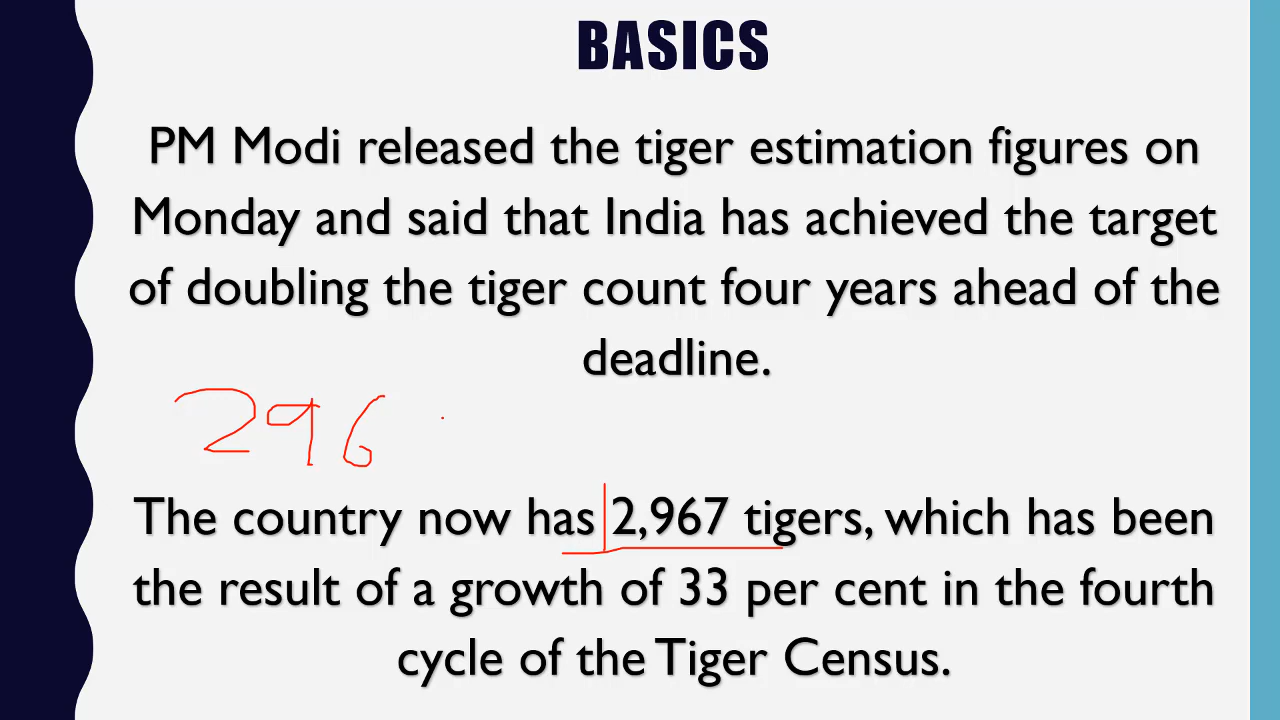 BASICS
PM Modi released the tiger estimation figures on
Monday and said that India has achieved the target
of doubling the tiger count four years ahead of the
deadline.
296
The country now has 2,967 tigers, which has been
the result of a growth of 33 per cent in the fourth
cycle of the Tiger Census.